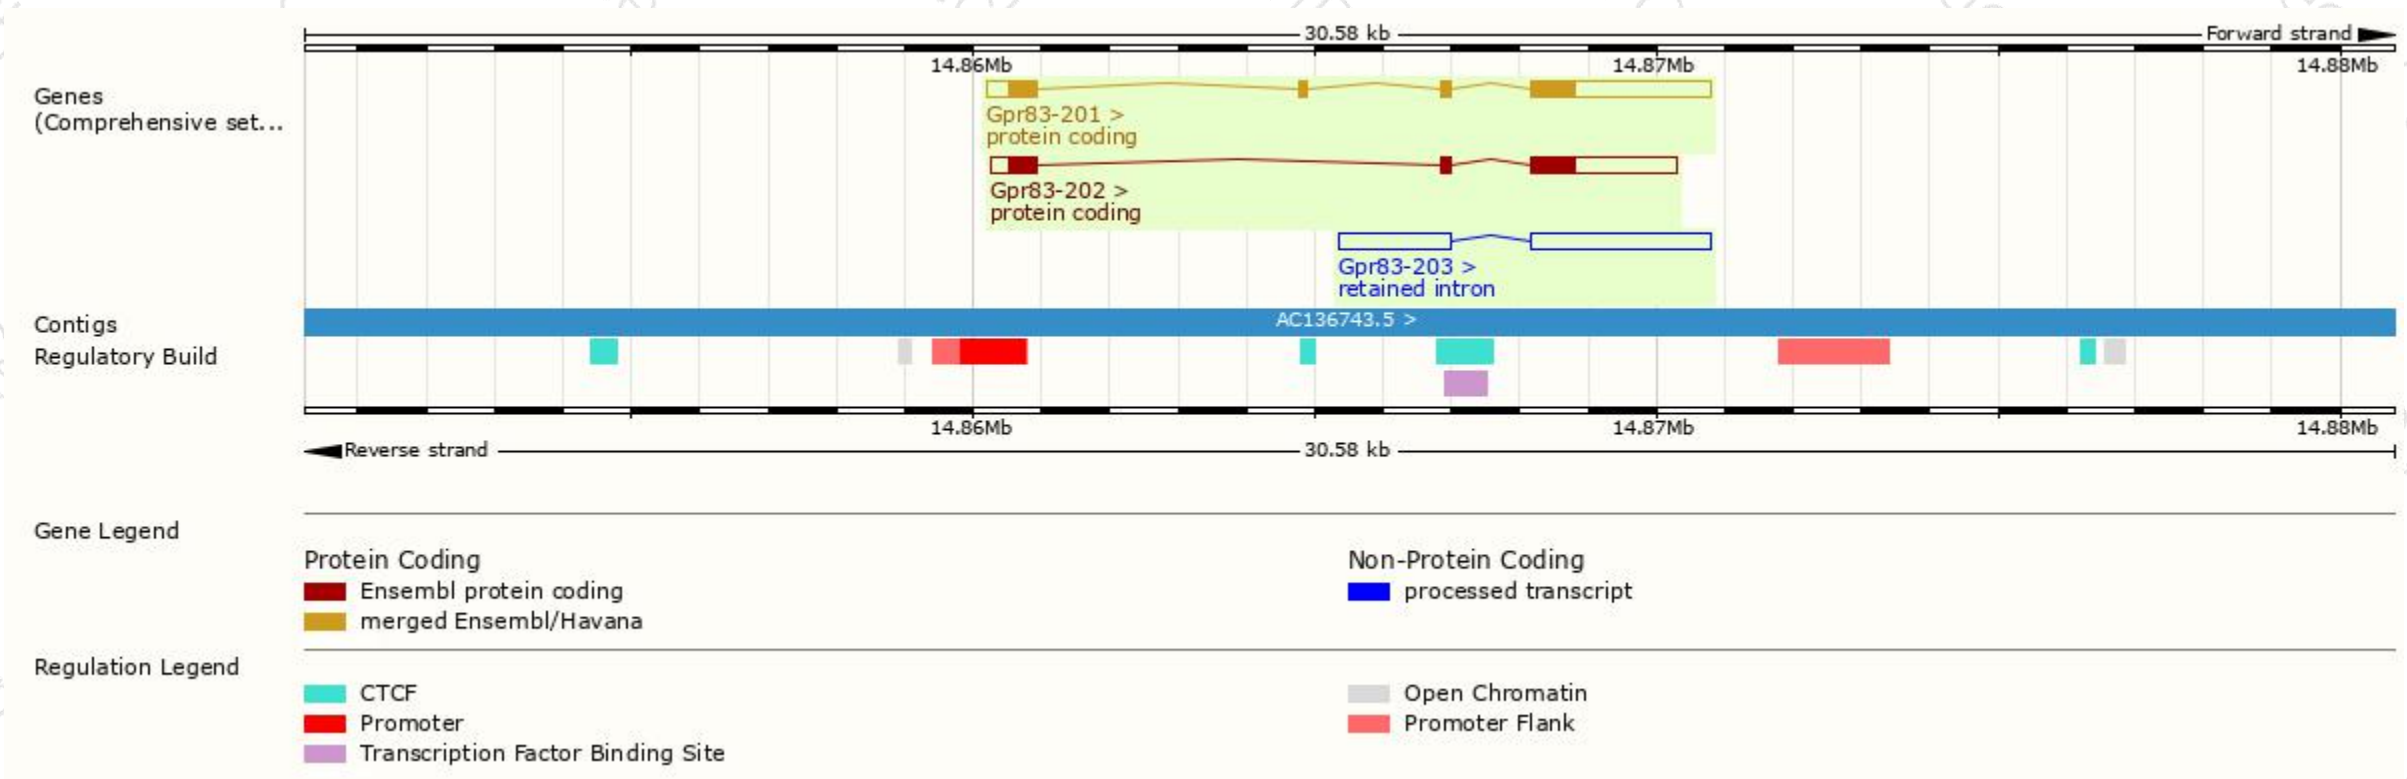 30.58 kb
Forward strand
14.86Mb 14.87Mb 14.88Mb
Genes
(Comprehensive set...
Gpr83-201 >
protein coding
Gpr83-202 >
protein coding
Gpr83-203 >
retained intron
Contigs
AC136743.5 >
Regulatory Build
14.86Mb 14.87Mb 14.88Mb
Reverse strand
30.58 kb
Gene Legend
Protein Coding
Non-Protein Coding
Ensembl protein coding
processed transcript
merged Ensembl/Havana
Regulation Legend
CTCF
Open Chromatin
Promoter
Promoter Flank
Transcription Factor Binding Site